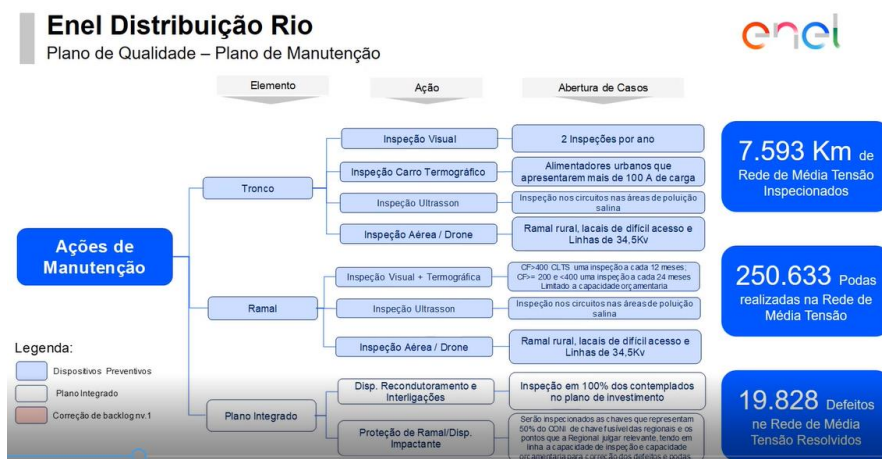 Enel Distribuição Rio
Plano de Qualidade – Plano de Manutenção
enel
Elemento
Ação
Abertura de Casos
Ações de
Manutenção
Tronco
Inspeção Visual
2 Inspeções por ano
Inspeção Carro Termográfico
Alimentadores urbanos que
apresentarem mais de 100 A de carga
Inspeção Ultrasson
Inspeção nos circuitos nas áreas de poluição
salina
Inspeção Aérea / Drone
Ramal rural, lacais de difícil acesso e
Linhas de 34,5Kv
Ramal
Inspeção Visual + Termográfica
CF>400 CLTS uma inspeção a cada 12 meses;
CF>= 200 e <400 uma inspeção a cada 24 meses
Limitado a capacidade orçamentaria
Inspeção Ultrasson
Inspeção nos circuitos nas áreas de poluição
salina
Inspeção Aérea / Drone
Ramal rural, lacais de difícil acesso e
Linhas de 34,5Kv
Plano Integrado
Disp. Recondutoramento e
Interligações
Inspeção em 100% dos contemplados
no plano de investimento
Proteção de Ramal/Disp.
Impactante
Serão inspecionados as chaves que representam
50% do CONI de chave fusível das regionais e os
pontos que a Regional julgar relevante, tendo em
linha a capacidade de inspeção e capacidade
orçamentaria para correção dos defeitos e podas
7.593 Km de
Rede de Média Tensão
Inspecionados
250.633 Podas
realizadas na Rede de
Média Tensão
19.828 Defeitos
ne Rede de Média
Tensão Resolvidos
Legenda:
Dispositivos Preventivos
Plano Integrado
Correção de backlog nv.1